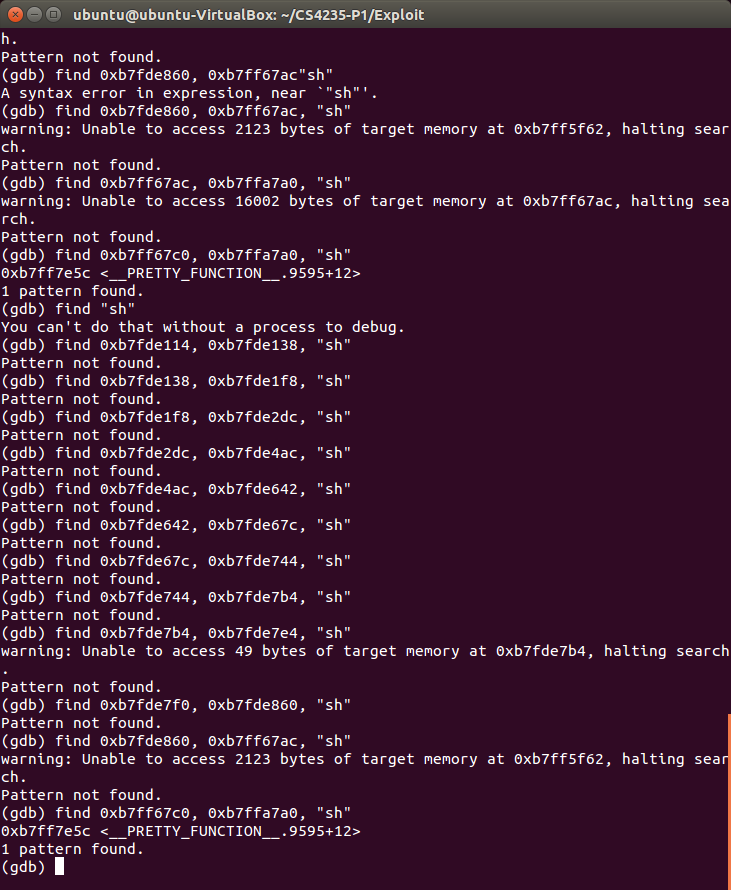 ubuntu@ubuntu-VirtualBox: ~/CS4235-P1/Exploit
h.
Pattern not found.
(gdb) find 0xb7fde860, 0xb7ff67ac"sh"
A syntax error in expression, near `"sh"'.
(gdb) find 0xb7fde860, 0xb7ff67ac, "sh"
warning: Unable to access 2123 bytes of target memory at 0xb7ff5f62, halting sear
ch.
Pattern not found.
(gdb) find 0xb7ff67ac, 0xb7ffa7a0, "sh"
warning: Unable to access 16002 bytes of target memory at 0xb7ff67ac, halting sea
rch.
Pattern not found.
(gdb) find 0xb7ff67c0, 0xb7ffa7a0, "sh"
0xb7ff7e5c <__PRETTY_FUNCTION__.9595+12>
1 pattern found.
(gdb) find "sh"
You can't do that without a process to debug.
(gdb) find 0xb7fde114, 0xb7fde138, "sh"
Pattern not found.
(gdb) find 0xb7fde138, 0xb7fde1f8, "sh"
Pattern not found.
(gdb) find 0xb7fde1f8, 0xb7fde2dc, "sh"
Pattern not found.
(gdb) find 0xb7fde2dc, 0xb7fde4ac, "sh"
Pattern not found.
(gdb) find 0xb7fde4ac, 0xb7fde642, "sh"
Pattern not found.
(gdb) find 0xb7fde642, 0xb7fde67c, "sh"
Pattern not found.
(gdb) find 0xb7fde67c, 0xb7fde744, "sh"
Pattern not found.
(gdb) find 0xb7fde744, 0xb7fde7b4, "sh"
Pattern not found.
(gdb) find 0xb7fde7b4, 0xb7fde7e4, "sh"
warning: Unable to access 49 bytes of target memory at 0xb7fde7b4, halting search
.
Pattern not found.
(gdb) find 0xb7fde7f0, 0xb7fde860, "sh"
Pattern not found.
(gdb) find 0xb7fde860, 0xb7ff67ac, "sh"
warning: Unable to access 2123 bytes of target memory at 0xb7ff5f62, halting sear
ch.
Pattern not found.
(gdb) find 0xb7ff67c0, 0xb7ffa7a0, "sh"
0xb7ff7e5c <__PRETTY_FUNCTION__.9595+12>
1 pattern found.
(gdb)